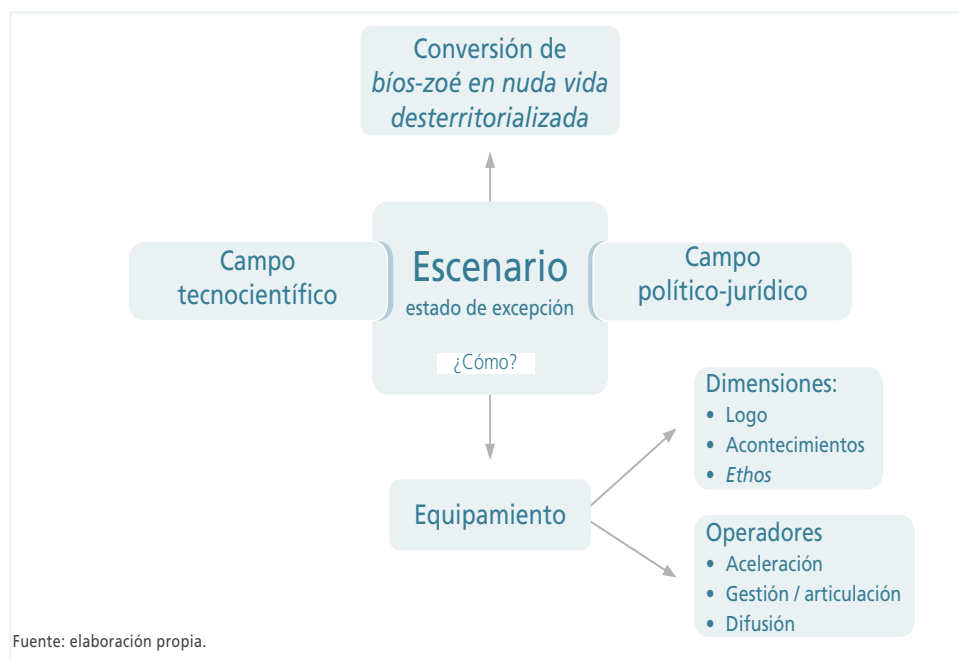 Conversión de
bíos-zoé en nuda vida
desterritorializada
Campo
tecnocientífico
Escenario
estado de excepción
¿Cómo?
Campo
político-jurídico
Equipamiento
Dimensiones:
• Logo
• Acontecimientos
• Ethos
Operadores
• Aceleración
• Gestión / articulación
• Difusión
Fuente: elaboración propia.